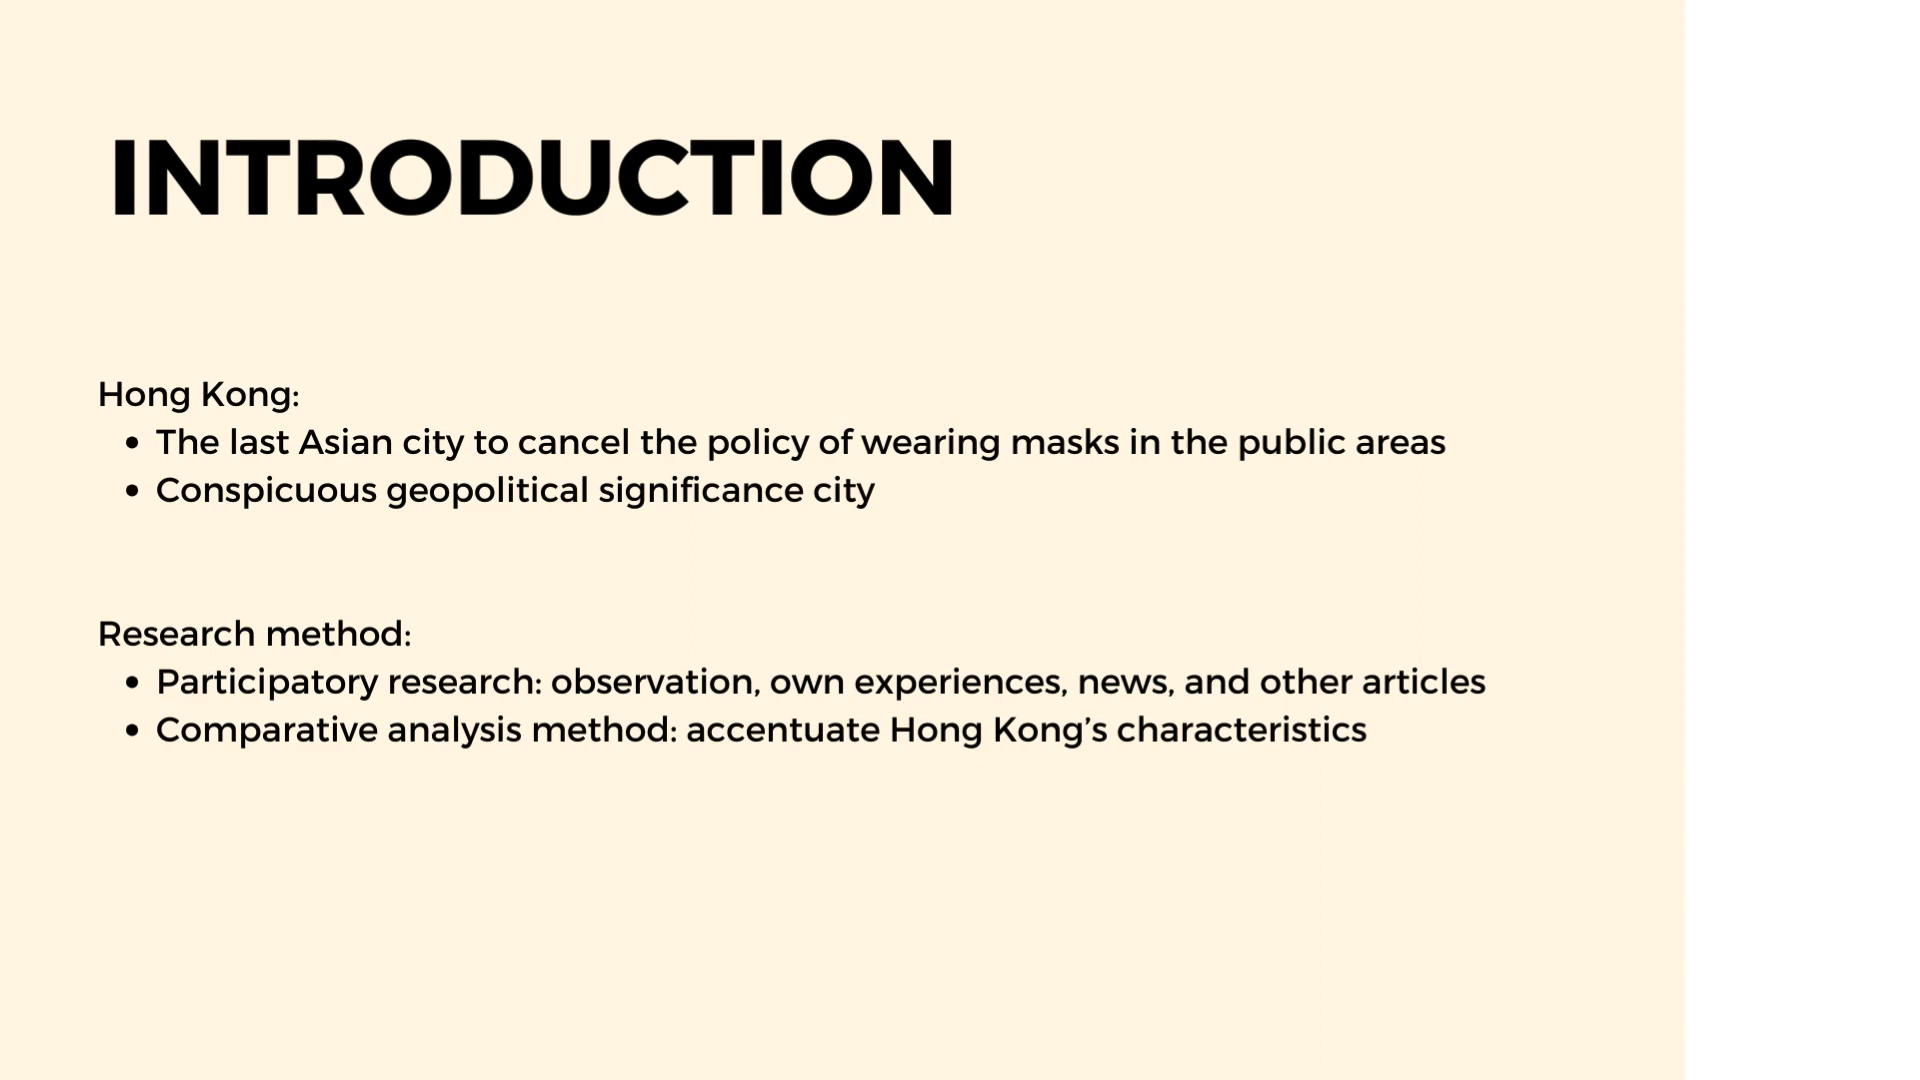 INTRODUCTION
Hong Kong:
• The last Asian city to cancel the policy of wearing masks in the public areas
• Conspicuous geopolitical significance city
Research method:
• Participatory research: observation, own experiences, news, and other articles
• Comparative analysis method: accentuate Hong Kong’s characteristics